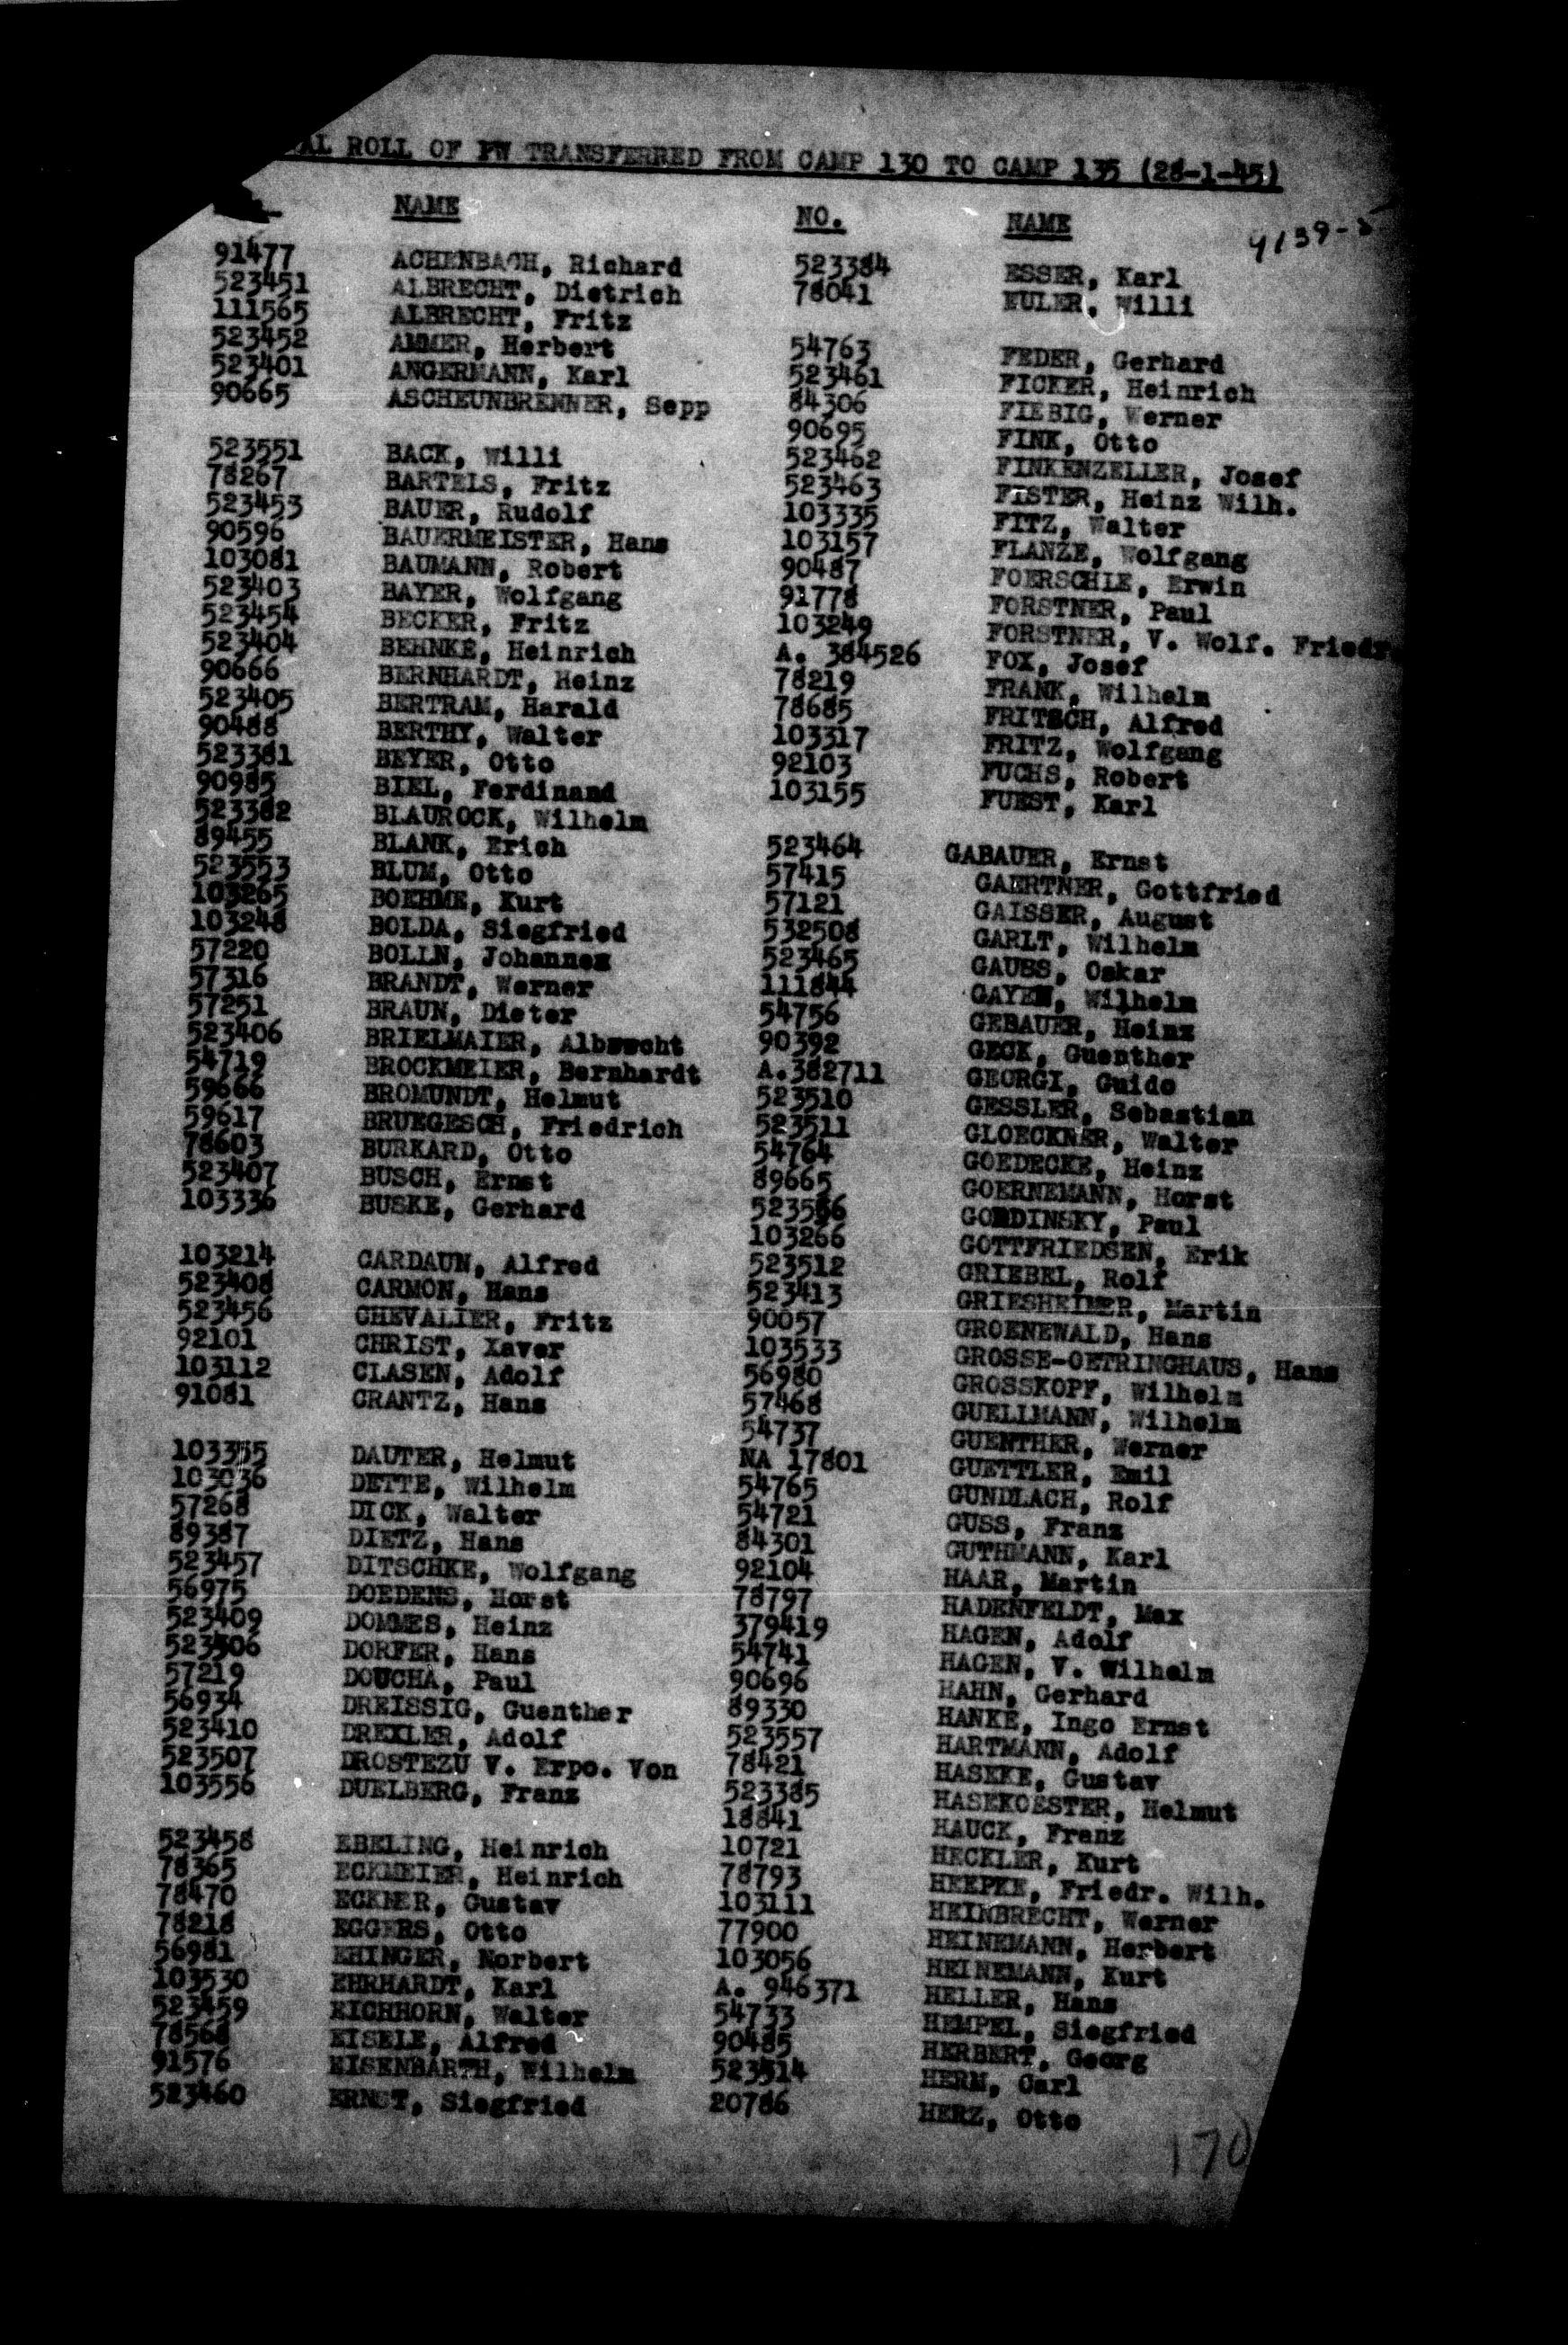 ROLL OF PW TRANSFERRED FROM CAMP 130 TO CAMP 135 (28-1-45)
NAME
91477 ACHENBACH, Richard
523451 ALBRECHT, Dietrich
111565 ALBRECHT, Fritz
523452 AMMER, Herbert
523401 ANGERMANN, Karl
90665 ASCHEUNBRENNER, Sepp
523551 BACK, Willi
78267 BARTELS, Fritz
523453 BAUER, Rudolf
90596 BAUERMEISTER, Hans
103081 BAUMANN, Robert
523403 BAYER, Wolfgang
523454 BECKER, Fritz
523404 BEHNKE, Heinrich
90666 BERNHARDT, Heinz
523405 BERTRAM, Harald
90488 BERTHY, Walter
523381 BEYER, Otto
90985 BIEL, Ferdinand
523382 BLAUROCK, Wilhelm
89455 BLANK, Erich
523553 BLUM, Otto
103265 BOEHME, Kurt
103248 BOLDA, Siegfried
57220 BOLLN, Johannes
57316 BRANDT, Werner
57251 BRAUN, Dieter
523406 BRIELMAIER, Albrecht
54719 BROCKMEIER, Bernhardt
59666 BROMUNDT, Helmut
59617 BRUEGESCH, Friedrich
78603 BURKARD, Otto
523407 BUSCH, Ernst
103336 BUSKE, Gerhard
103214 CARDAUN, Alfred
523408 CARMON, Hans
523456 CHEVALIER, Fritz
92101 CHRIST, Xaver
103112 CLASEN, Adolf
91081 CRANTZ, Hans
103355 DAUTER, Helmut
103036 DETTE, Wilhelm
57268 DICK, Walter
89387 DIETZ, Hans
523457 DITSCHKE, Wolfgang
56975 DOEDENS, Horst
523409 DOMMES, Heinz
523506 DORFER, Hans
57219 DOUCHA, Paul
56934 DREISSIG, Guenther
523410 DREXLER, Adolf
523507 DROSTEZU V. Erpo. Von
103556 DUELBERG, Franz
523458 EBELING, Heinrich
78365 ECKMEIER, Heinrich
78470 ECKNER, Gustav
78218 EGGERS, Otto
56981 EHINGER, Norbert
103530 EHRHARDT, Karl
523459 EICHHORN, Walter
78568 EISELE, Alfred
91576 EISENBARTH, Wilhelm
523460 ERNST, Siegfried
NO. NAME
9139-5
523384 ESSER, Karl
78041 EULER, Willi
54763 FEDER, Gerhard
523461 FICKER, Heinrich
84306 FIEBIG, Werner
90695 FINK, Otto
523462 FINKENZELLER, Josef
523463 FISTER, Heinz Wilh.
103335 FITZ, Walter
103157 FLANZE, Wolfgang
90487 FOERSCHLE, Erwin
91778 FORSTNER, Paul
103249 FORSTNER, V. Wolf. Friedr.
A. 384526 FOX, Josef
78219 FRANK, Wilhelm
78685 FRITSCH, Alfred
103317 FRITZ, Wolfgang
92103 FUCHS, Robert
103155 FUEST, Karl
523464 GABAUER, Ernst
57415 GAERTNER, Gottfried
57121 GAISSER, August
532508 GARLT, Wilhelm
523465 GAUSS, Oskar
111844 GAYEN, Wilhelm
54756 GEBAUER, Heinz
90392 GECK, Guenther
A.382711 GEORGI, Guido
523510 GESSLER, Sebastian
523511 GLOECKNER, Walter
54764 GOEDECKE, Heinz
89665 GOERNEMANN, Horst
523556 GORDINSKY, Paul
103266 GOTTFRIEDSEN, Erik
523512 GRIEBEL, Rolf
523413 GRIESHEIMER, Martin
90057 GROENEWALD, Hans
103533 GROSSE-OETRINGHAUS, Hans
56980 GROSSKOPF, Wilhelm
57468 GUELLMANN, Wilhelm
54737 GUENTHER, Werner
NA 17801 GUETTLER, Emil
54765 GUNDLACH, Rolf
54721 GUSS, Franz
84301 GUTHMANN, Karl
92104 HAAR, Martin
78797 HADENFELDT, Max
379419 HAGEN, Adolf
54741 HAGEN, V. Wilhelm
90696 HAHN, Gerhard
89330 HANKE, Ingo Ernst
523557 HARTMANN, Adolf
78421 HASEKE, Gustav
523385 HASEKOESTER, Helmut
18841 HAUCK, Franz
10721 HECKLER, Kurt
78793 HEEPKE, Friedr. Wilh.
103111 HEINBRECHT, Werner
77900 HEINEMANN, Herbert
103056 HEINEMANN, Kurt
A. 946371 HELLER, Hans
54733 HEMPEL, Siegfried
90485 HERBERT, Georg
523514 HERM, Carl
20786 HERZ, Otto
170